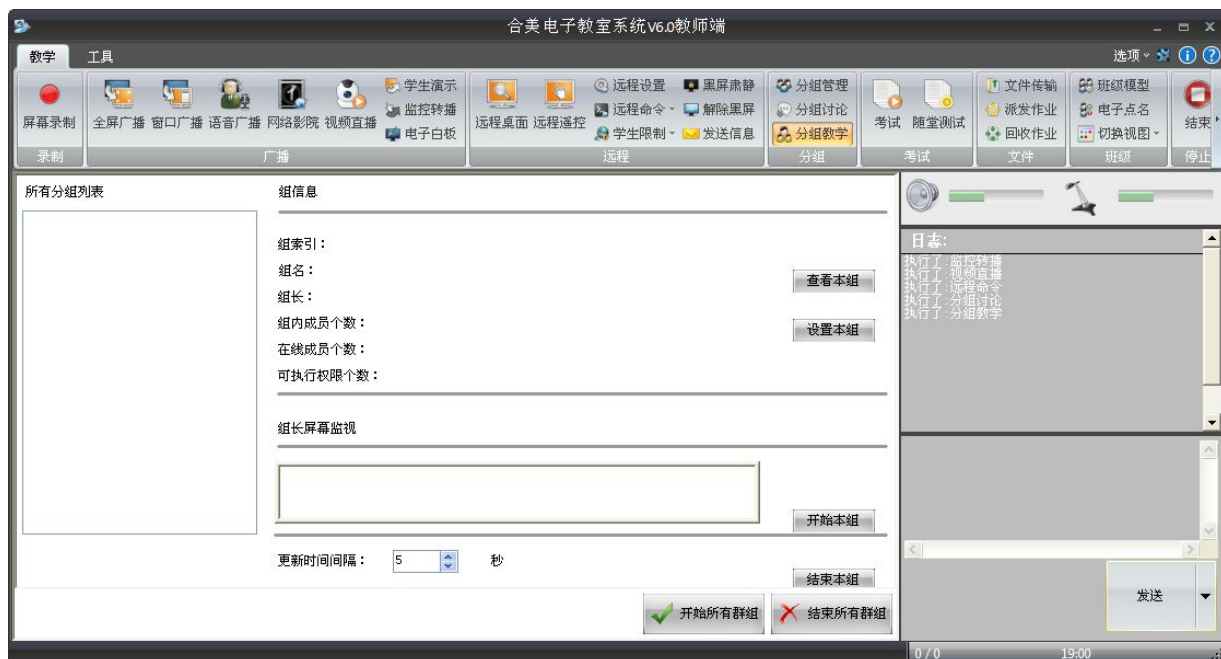 合美电子教室系统V6.0教师端
教学 工具 选项
屏幕录制 全屏广播 窗口广播 语音广播 网络影院 视频直播 学生演示 监控转播 电子白板 远程桌面 远程遥控 远程设置 远程命令 学生限制 黑屏肃静 解除黑屏 发送信息 分组管理 分组讨论 分组教学 考试 随堂测试 文件传输 派发作业 回收作业 班级模型 电子点名 切换视图 结束
录制 广播 远程 分组 考试 文件 班级 停止
所有分组列表
组信息
组索引：
组名：
组长：
组内成员个数：
在线成员个数：
可执行权限个数：
查看本组
设置本组
组长屏幕监视
开始本组
更新时间间隔： 5 秒
结束本组
开始所有群组 结束所有群组
日志:
执行了:监控转播
执行了:视频直播
执行了:远程命令
执行了:分组讨论
执行了:分组教学
发送
0 / 0 19:00